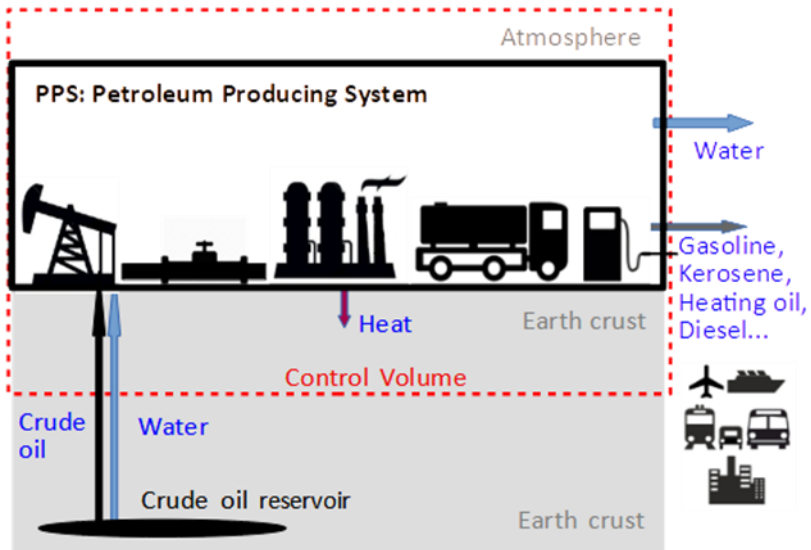 Atmosphere
PPS: Petroleum Producing System
Water
Gasoline,
Kerosene,
Heating oil,
Diesel...
Heat
Earth crust
Control Volume
Crude
oil
Water
Crude oil reservoir
Earth crust